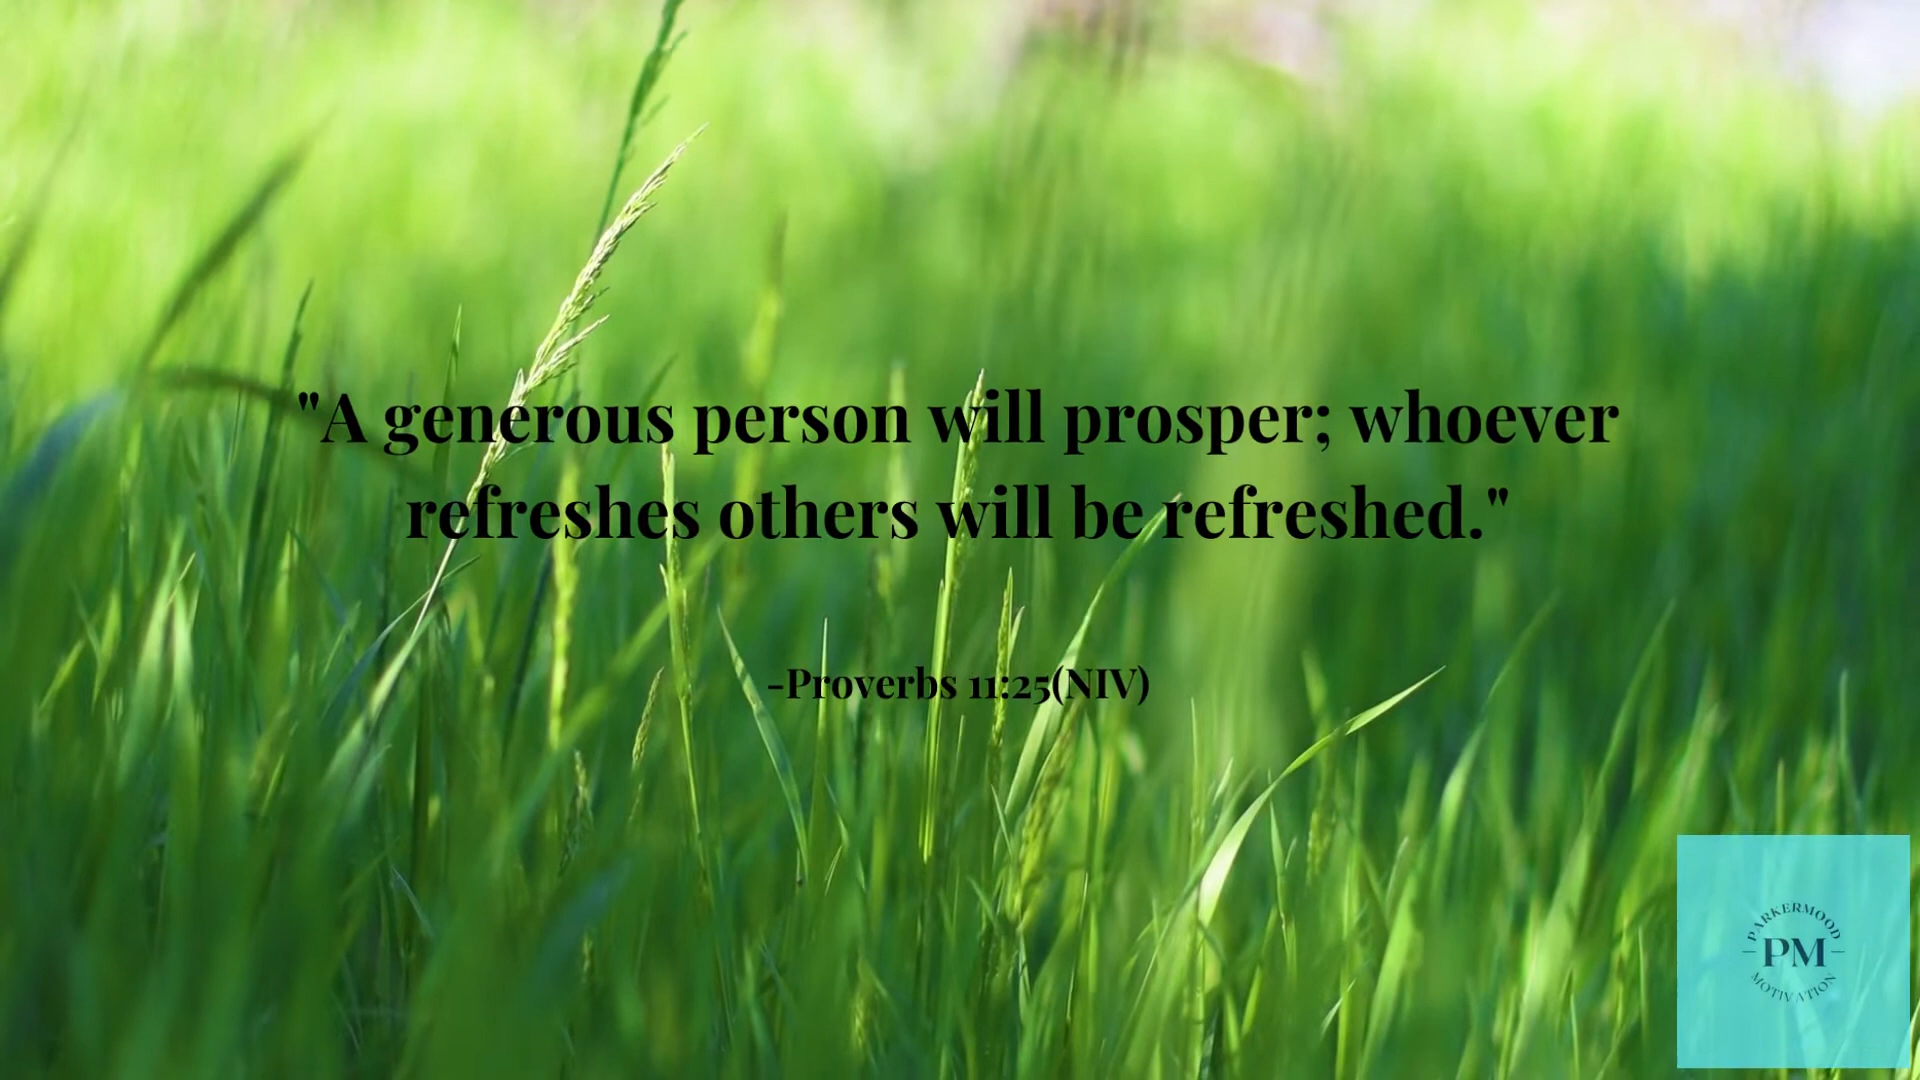 "A generous person will prosper; whoever
refreshes others will be refreshed."
-Proverbs 11:25(NIV)
PARKERMOOD
PM
MOTIVATION